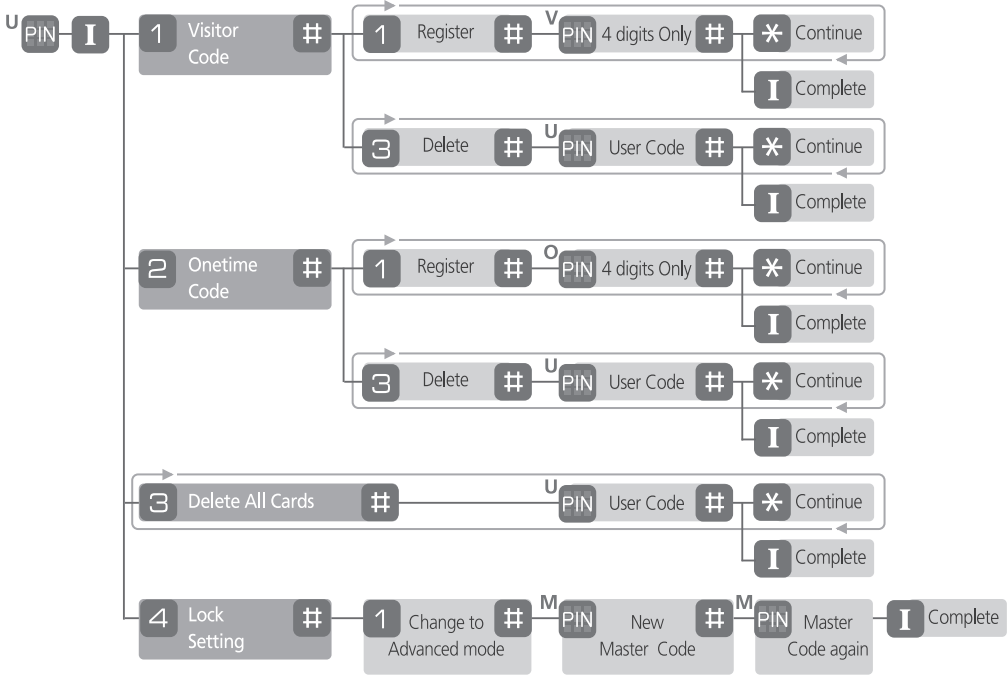 U PIN I 1 Visitor Code # 1 Register # V PIN 4 digits Only # * Continue
I Complete
3 Delete # U PIN User Code # * Continue
I Complete
2 Onetime Code # 1 Register # O PIN 4 digits Only # * Continue
I Complete
3 Delete # U PIN User Code # * Continue
I Complete
3 Delete All Cards # U PIN User Code # * Continue
I Complete
4 Lock Setting # 1 Change to Advanced mode # M PIN New Master Code # M PIN Master Code again I Complete